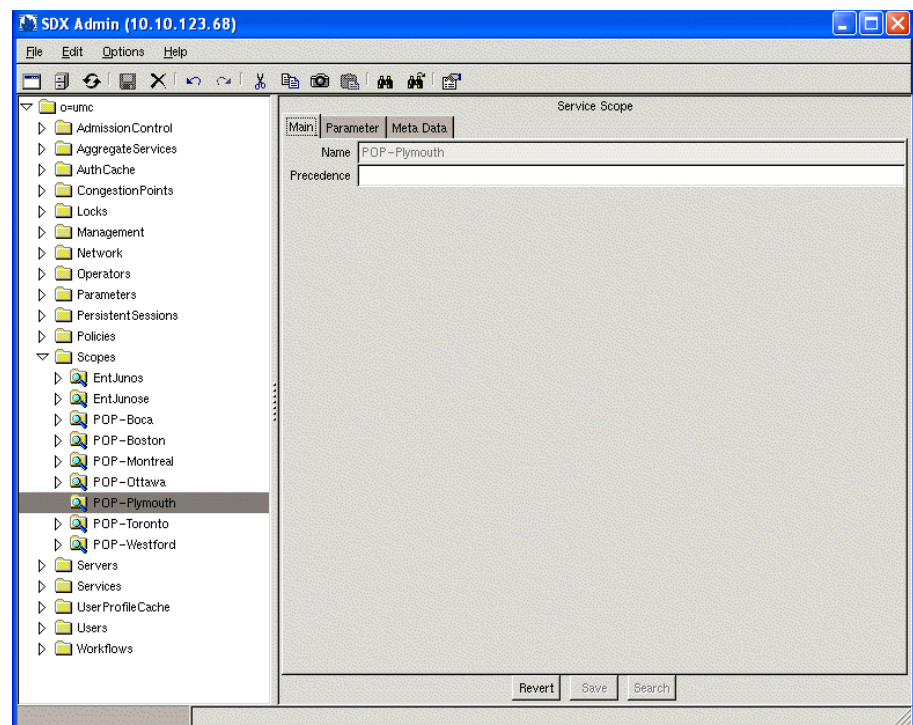 SDX Admin (10.10.123.68)
File Edit Options Help
o=umc
AdmissionControl
AggregateServices
AuthCache
CongestionPoints
Locks
Management
Network
Operators
Parameters
PersistentSessions
Policies
Scopes
EntJunos
EntJunose
POP-Boca
POP-Boston
POP-Montreal
POP-Ottawa
POP-Plymouth
POP-Toronto
POP-Westford
Servers
Services
UserProfileCache
Users
Workflows
Service Scope
Main Parameter Meta Data
Name POP-Plymouth
Precedence
Revert Save Search